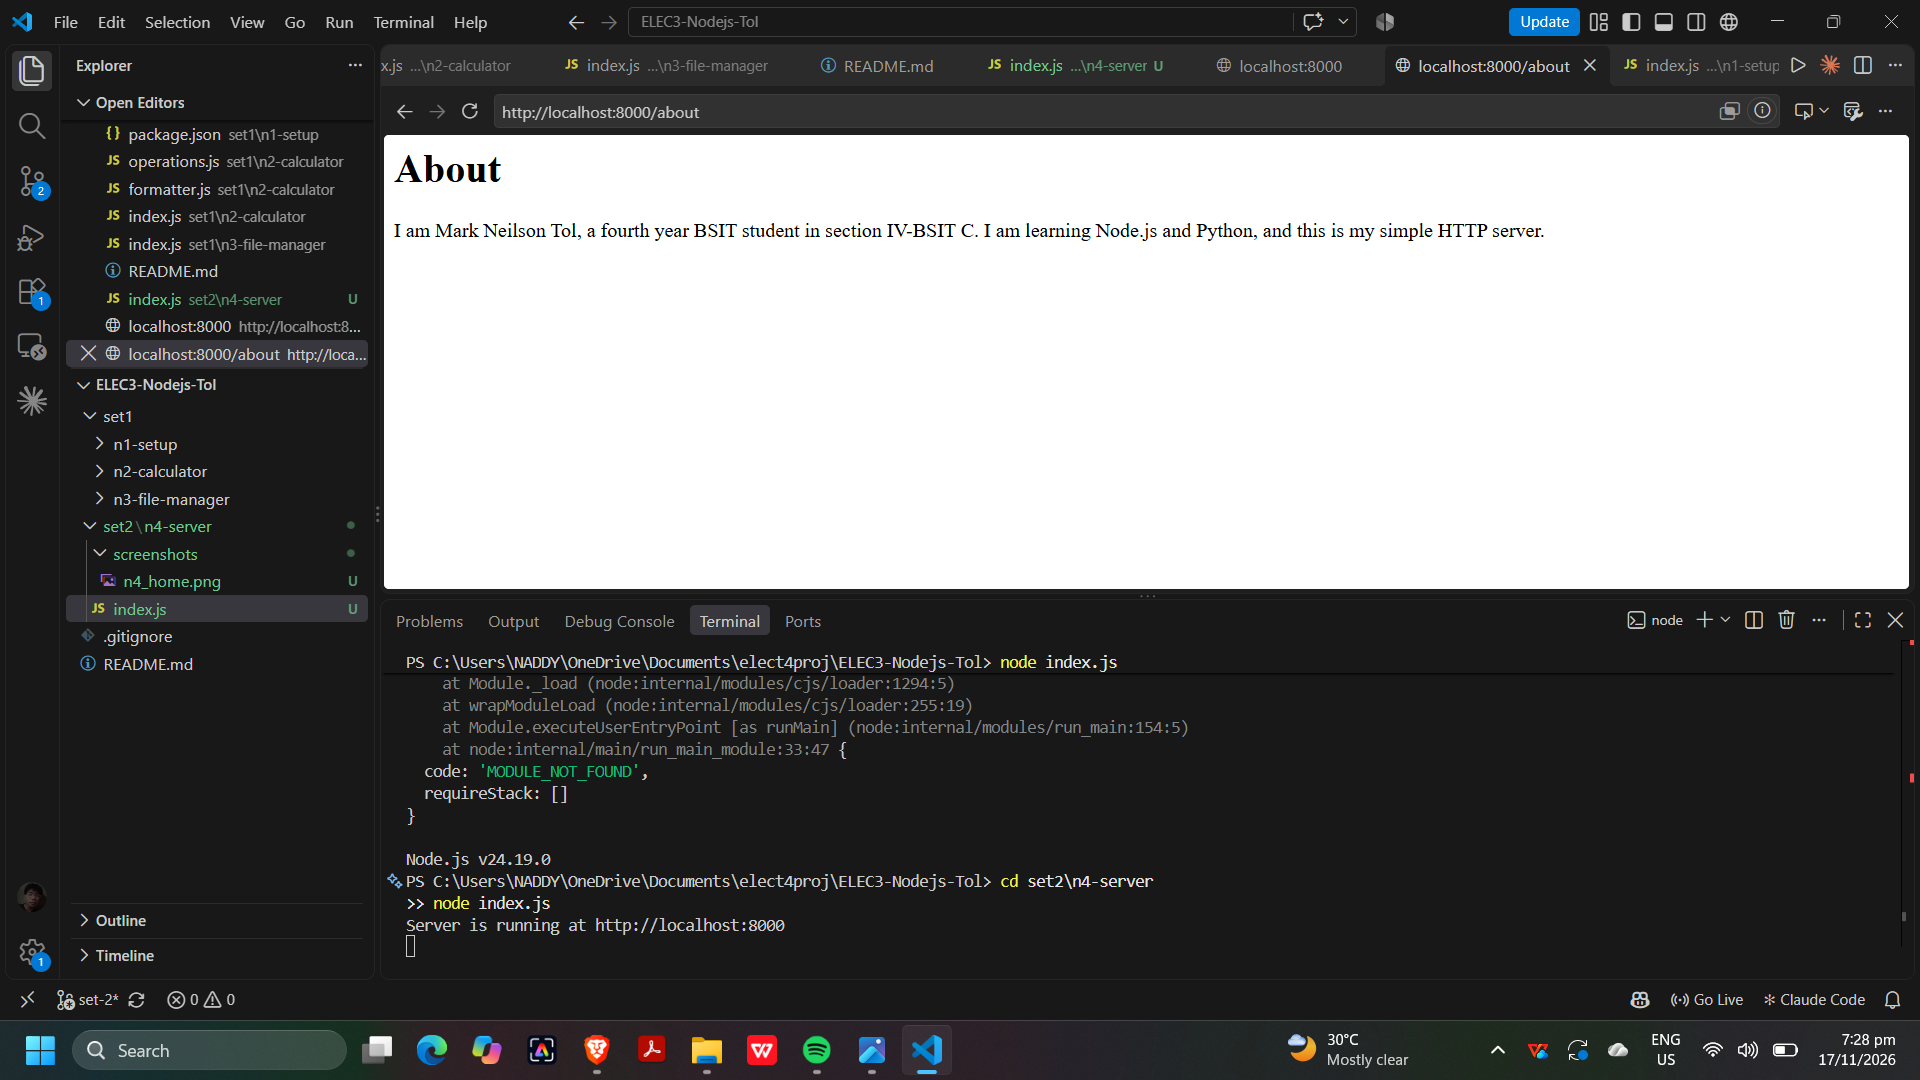 File Edit Selection View Go Run Terminal Help
ELEC3-Nodejs-Tol
Update
Explorer
Open Editors
{} package.json set1\n1-setup
JS operations.js set1\n2-calculator
JS formatter.js set1\n2-calculator
JS index.js set1\n2-calculator
JS index.js set1\n3-file-manager
README.md
JS index.js set2\n4-server U
localhost:8000 http://localhost:8...
localhost:8000/about http://loca...
ELEC3-Nodejs-Tol
set1
n1-setup
n2-calculator
n3-file-manager
set2\n4-server
screenshots
n4_home.png U
JS index.js U
.gitignore
README.md
Outline
Timeline
2
1
1
x.js ...\n2-calculator
JS index.js ...\n3-file-manager
README.md
JS index.js ...\n4-server U
localhost:8000
localhost:8000/about
JS index.js ...\n1-setup
http://localhost:8000/about
About
I am Mark Neilson Tol, a fourth year BSIT student in section IV-BSIT C. I am learning Node.js and Python, and this is my simple HTTP server.
Problems Output Debug Console Terminal Ports
node
PS C:\Users\NADDY\OneDrive\Documents\elect4proj\ELEC3-Nodejs-Tol> node index.js
at Module._load (node:internal/modules/cjs/loader:1294:5)
at wrapModuleLoad (node:internal/modules/cjs/loader:255:19)
at Module.executeUserEntryPoint [as runMain] (node:internal/modules/run_main:154:5)
at node:internal/main/run_main_module:33:47 {
code: 'MODULE_NOT_FOUND',
requireStack: []
}
Node.js v24.19.0
PS C:\Users\NADDY\OneDrive\Documents\elect4proj\ELEC3-Nodejs-Tol> cd set2\n4-server
>> node index.js
Server is running at http://localhost:8000
set-2* 0 0
Go Live
Claude Code
Search
30°C
Mostly clear
ENG
US
7:28 pm
17/11/2026